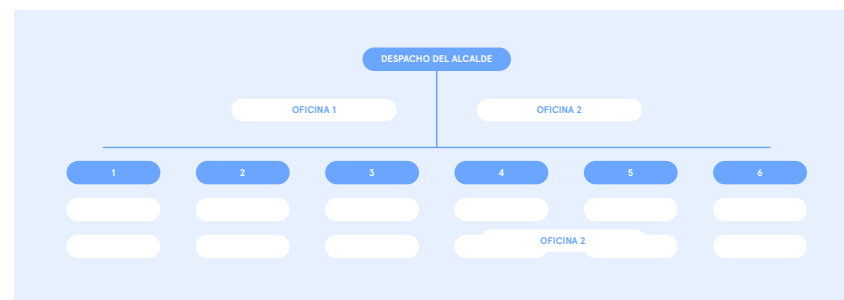 DESPACHO DEL ALCALDE
OFICINA 1
OFICINA 2
1
2
3
4
5
6
OFICINA 2